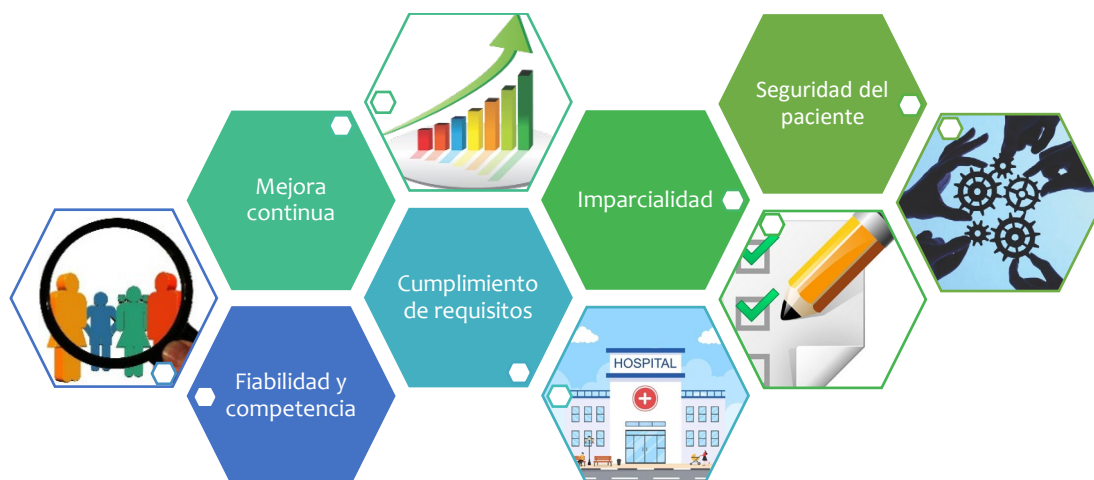 Seguridad del
paciente
Mejora
continua
Imparcialidad
Cumplimiento
de requisitos
HOSPITAL
Fiabilidad y
competencia